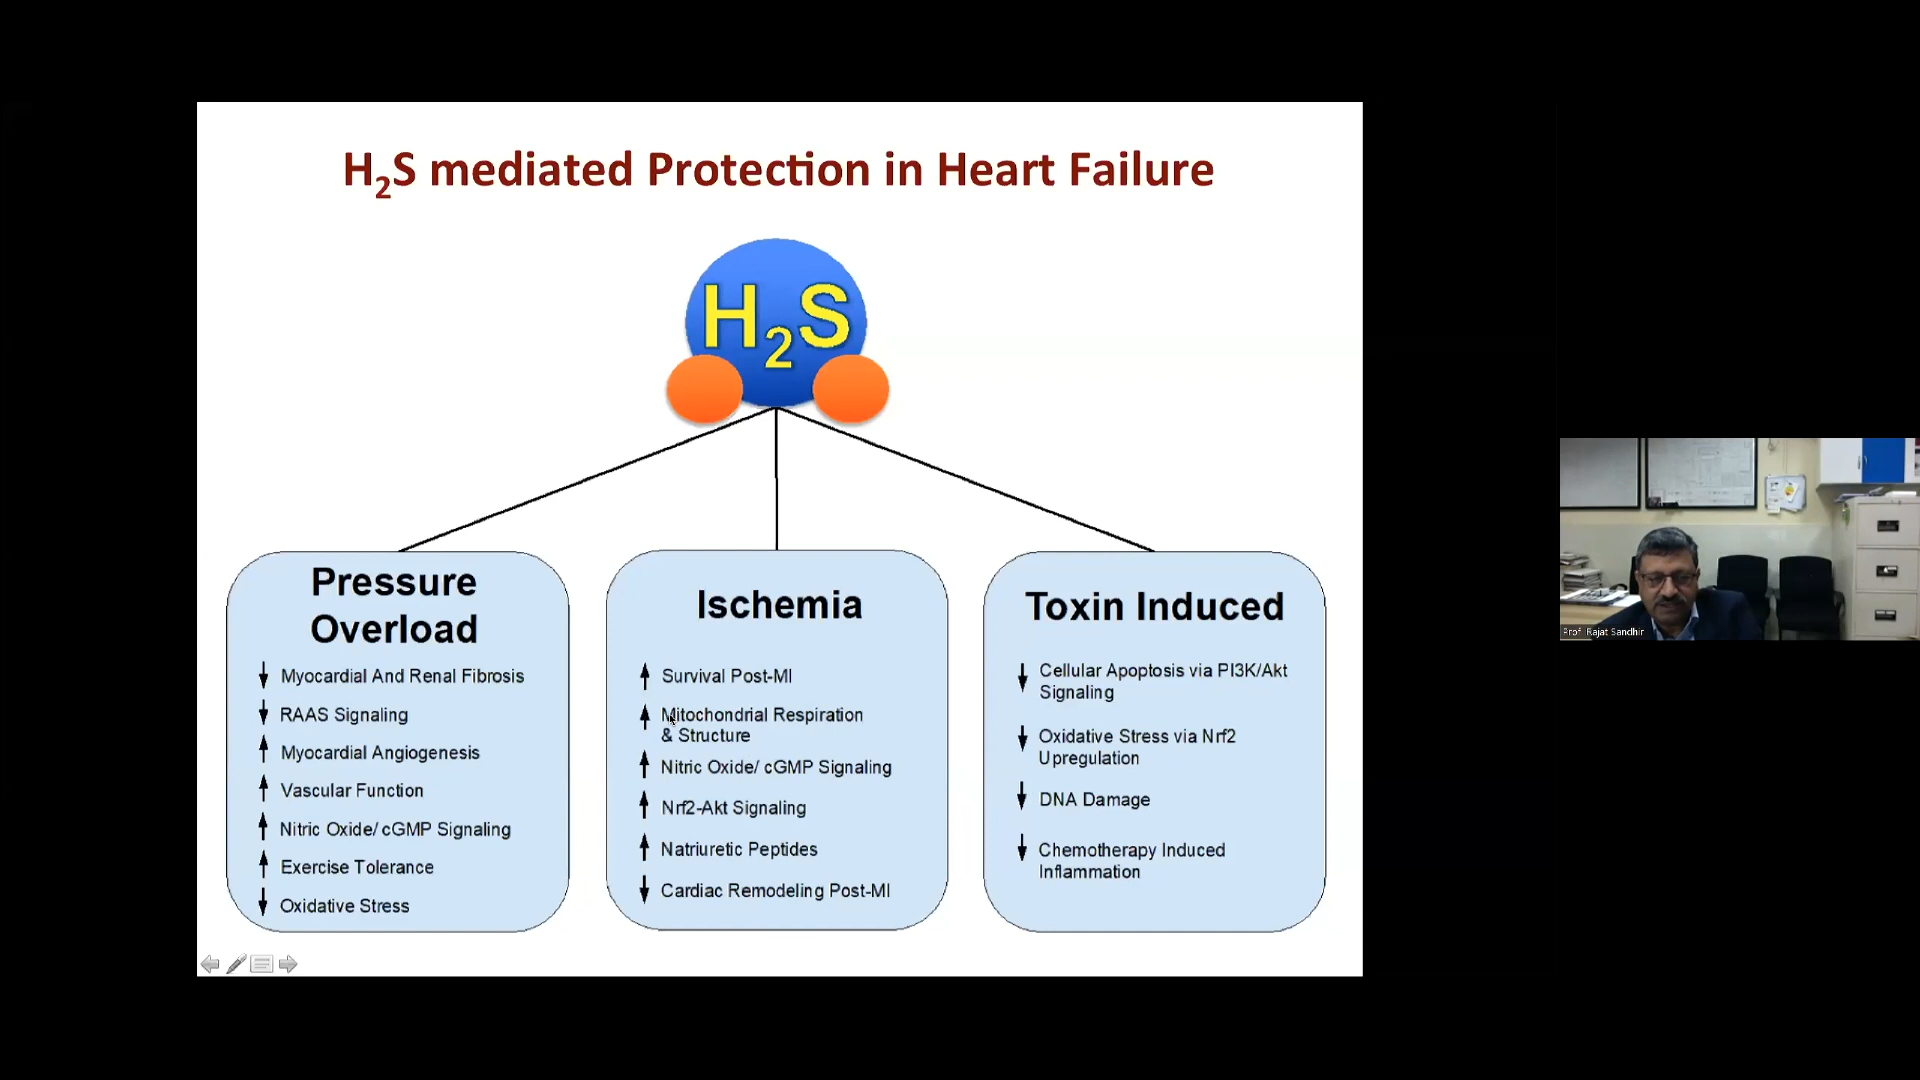 H₂S mediated Protection in Heart Failure
H₂S
Pressure
Overload
Myocardial And Renal Fibrosis
RAAS Signaling
Myocardial Angiogenesis
Vascular Function
Nitric Oxide/ cGMP Signaling
Exercise Tolerance
Oxidative Stress
Ischemia
Survival Post-MI
Mitochondrial Respiration
& Structure
Nitric Oxide/ cGMP Signaling
Nrf2-Akt Signaling
Natriuretic Peptides
Cardiac Remodeling Post-MI
Toxin Induced
Cellular Apoptosis via PI3K/Akt
Signaling
Oxidative Stress via Nrf2
Upregulation
DNA Damage
Chemotherapy Induced
Inflammation
Prof. Rajat Sandhir